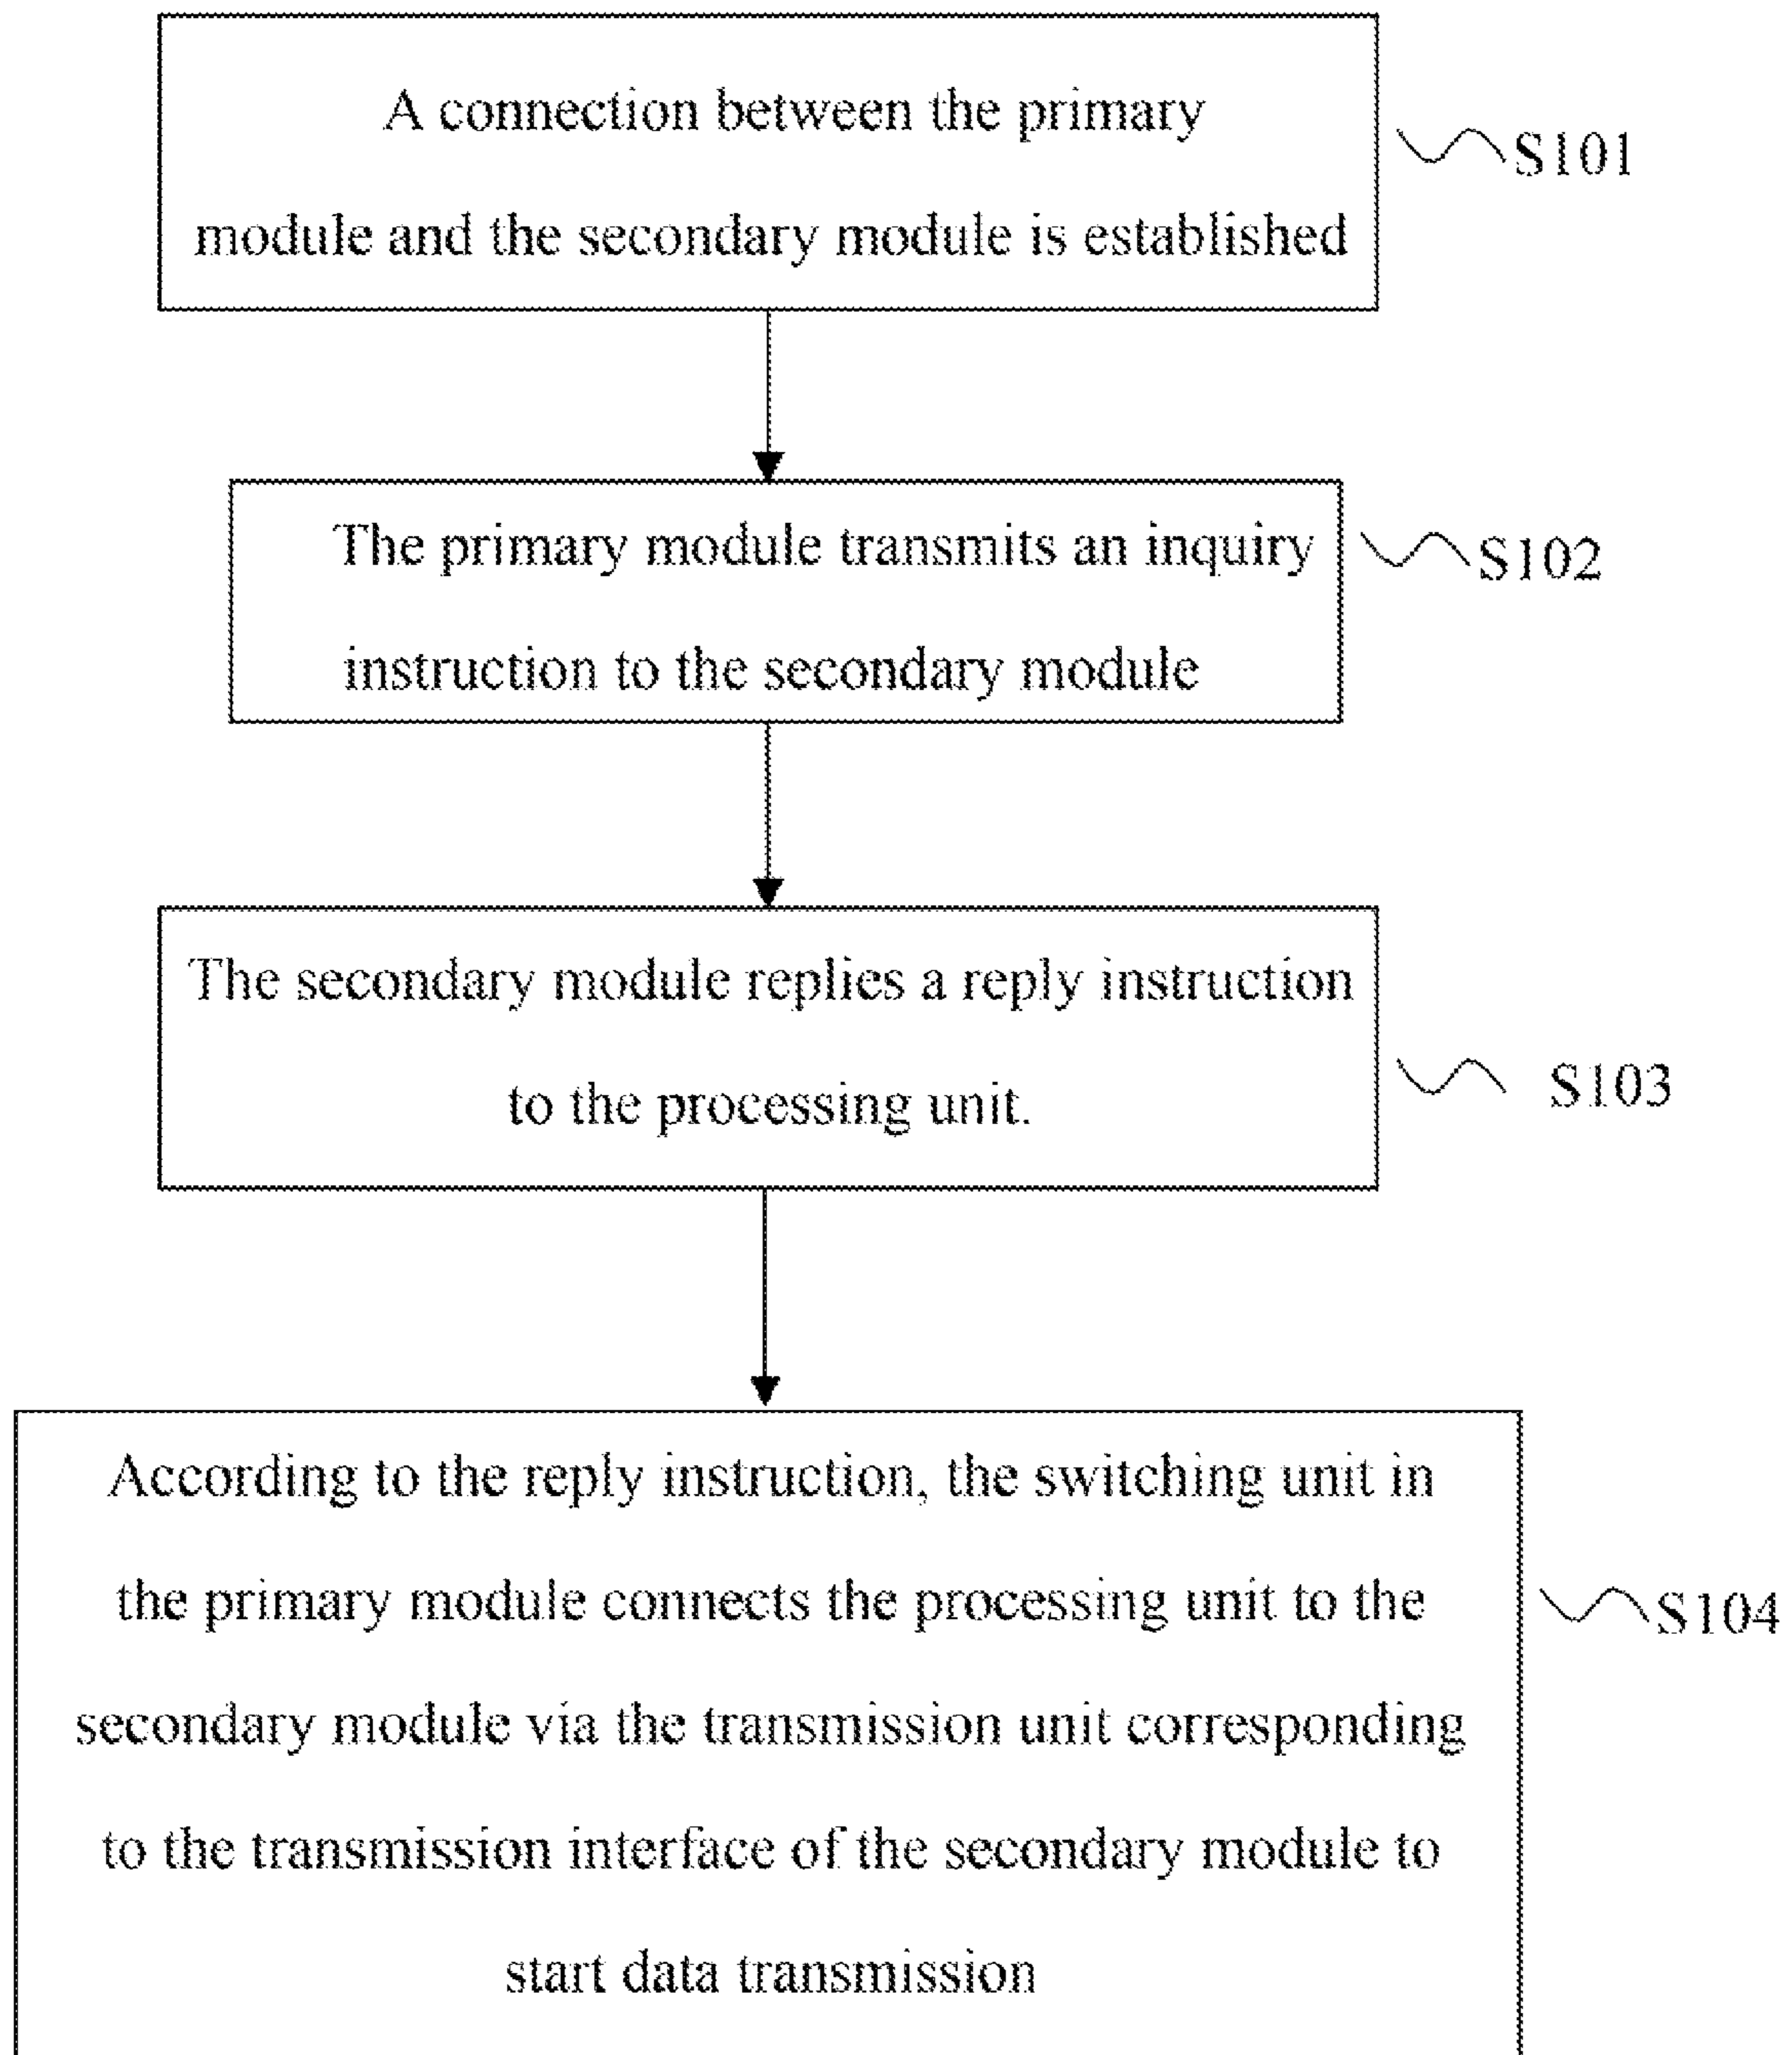 A connection between the primary
module and the secondary module is established
S101
The primary module transmits an inquiry
instruction to the secondary module
S102
The secondary module replies a reply instruction
to the processing unit.
S103
According to the reply instruction, the switching unit in
the primary module connects the processing unit to the
secondary module via the transmission unit corresponding
to the transmission interface of the secondary module to
start data transmission
S104